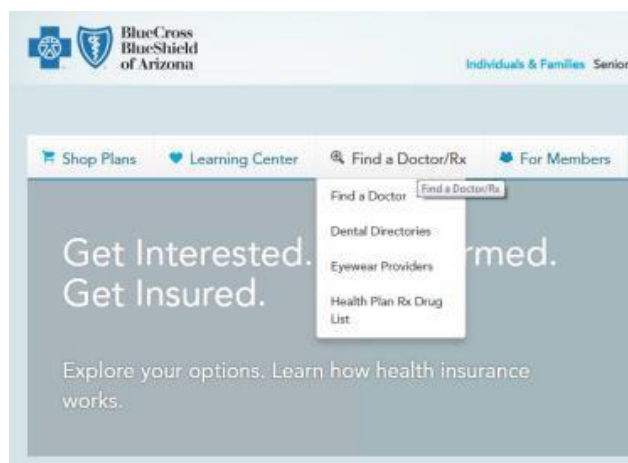 BlueCross
BlueShield
of Arizona
Individuals & Families Senior
Shop Plans Learning Center Find a Doctor/Rx For Members
Find a Doctor Find a Doctor/Rx
Dental Directories
Eyewear Providers
Health Plan Rx Drug
List
Get Interested. rmed.
Get Insured.
Explore your options. Learn how health insurance
works.